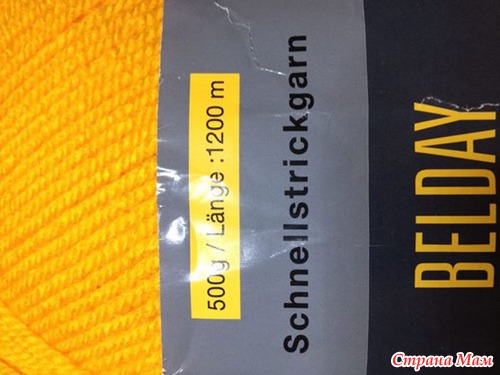 500g / Länge :1200 m
Schnellstrickgarn
BELDAY
Страна Мам